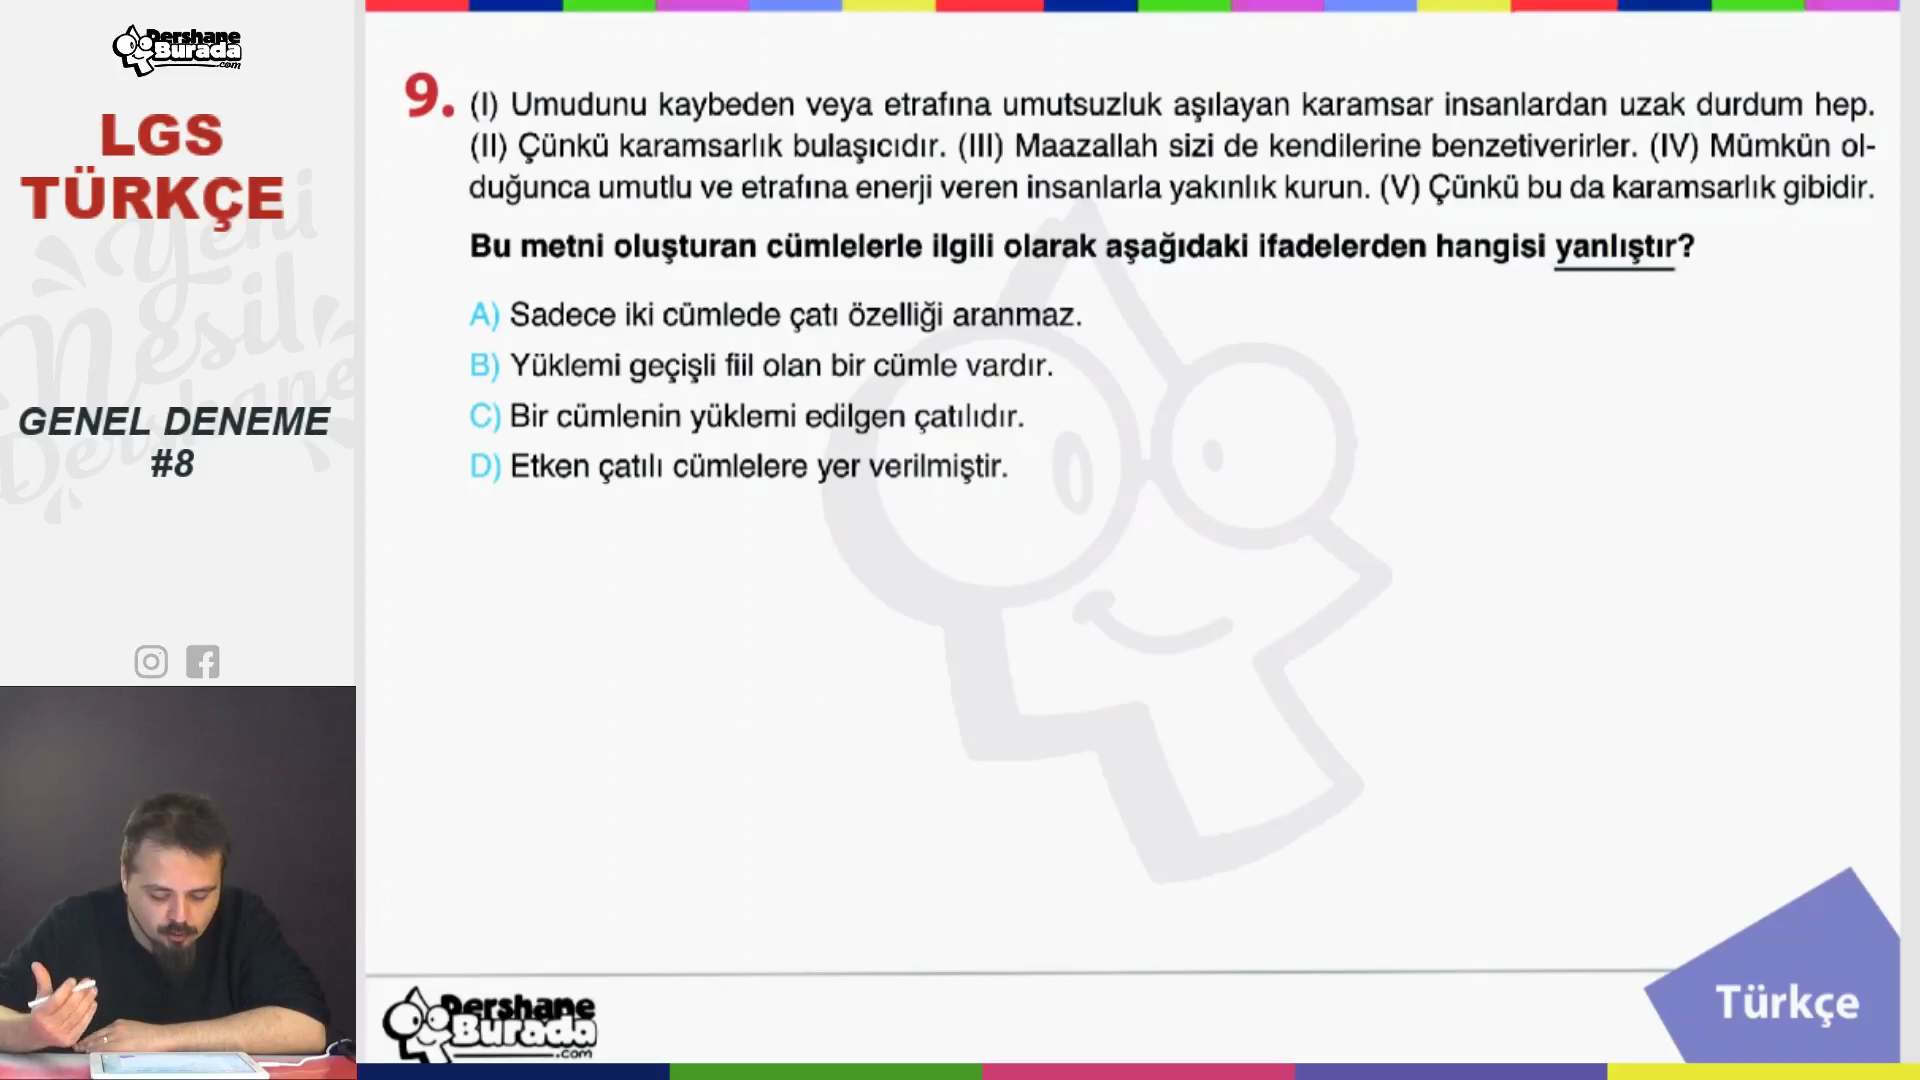 Dershane
Burada
.com
LGS
TÜRKÇE
Yeni
Nesil
Dershane
GENEL DENEME
#8
9. (I) Umudunu kaybeden veya etrafına umutsuzluk aşılayan karamsar insanlardan uzak durdum hep.
(II) Çünkü karamsarlık bulaşıcıdır. (III) Maazallah sizi de kendilerine benzetiverirler. (IV) Mümkün ol-
duğunca umutlu ve etrafına enerji veren insanlarla yakınlık kurun. (V) Çünkü bu da karamsarlık gibidir.
Bu metni oluşturan cümlelerle ilgili olarak aşağıdaki ifadelerden hangisi yanlıştır?
A) Sadece iki cümlede çatı özelliği aranmaz.
B) Yüklemi geçişli fiil olan bir cümle vardır.
C) Bir cümlenin yüklemi edilgen çatılıdır.
D) Etken çatılı cümlelere yer verilmiştir.
Dershane
Burada
.com
Türkçe